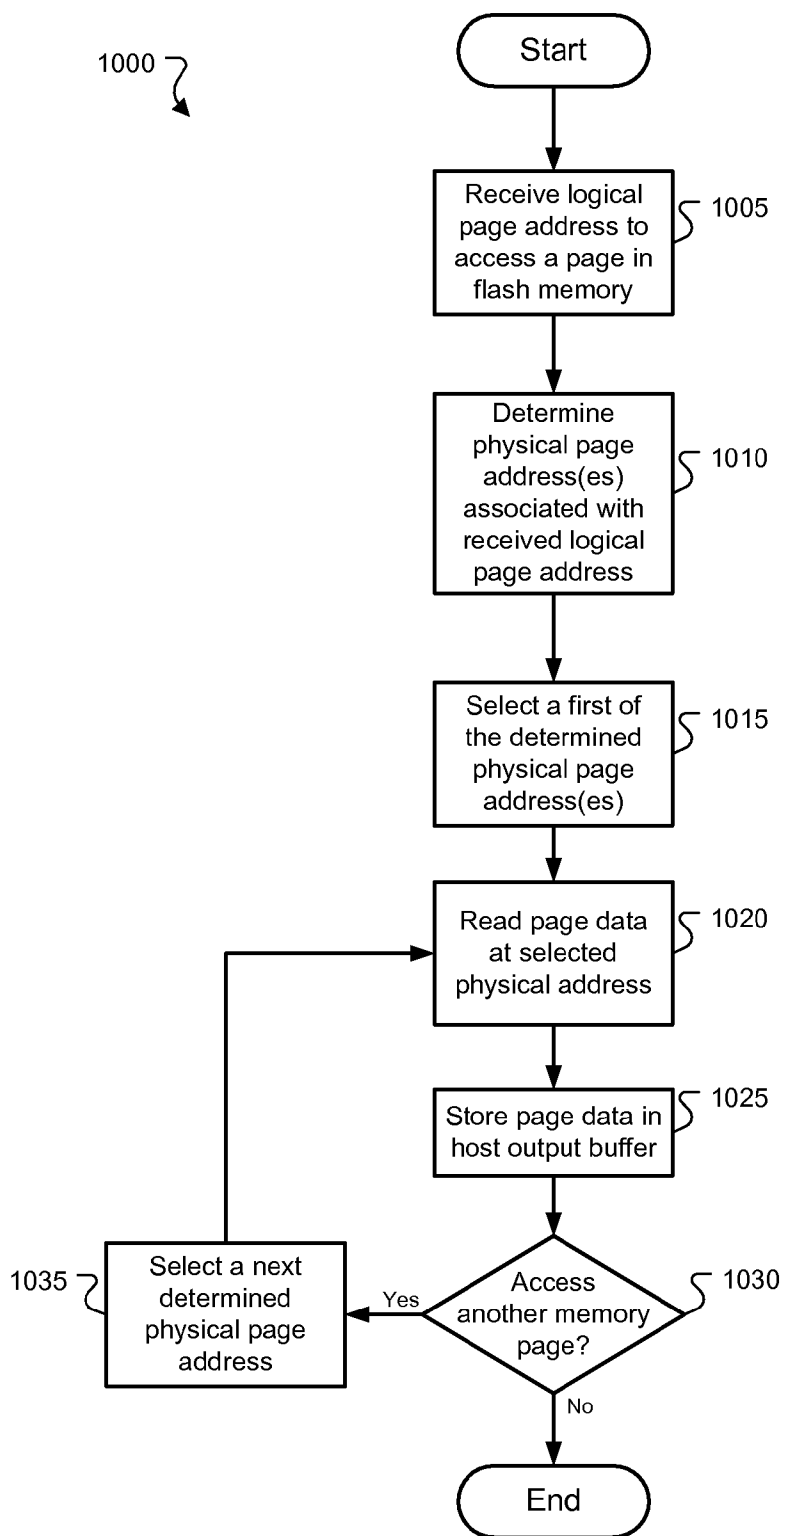 1000
Start
Receive logical
page address to
access a page in
flash memory
1005
Determine
physical page
address(es)
associated with
received logical
page address
1010
Select a first of
the determined
physical page
address(es)
1015
Read page data
at selected
physical address
1020
Store page data in
host output buffer
1025
Access
another memory
page?
1030
Yes
Select a next
determined
physical page
address
1035
No
End